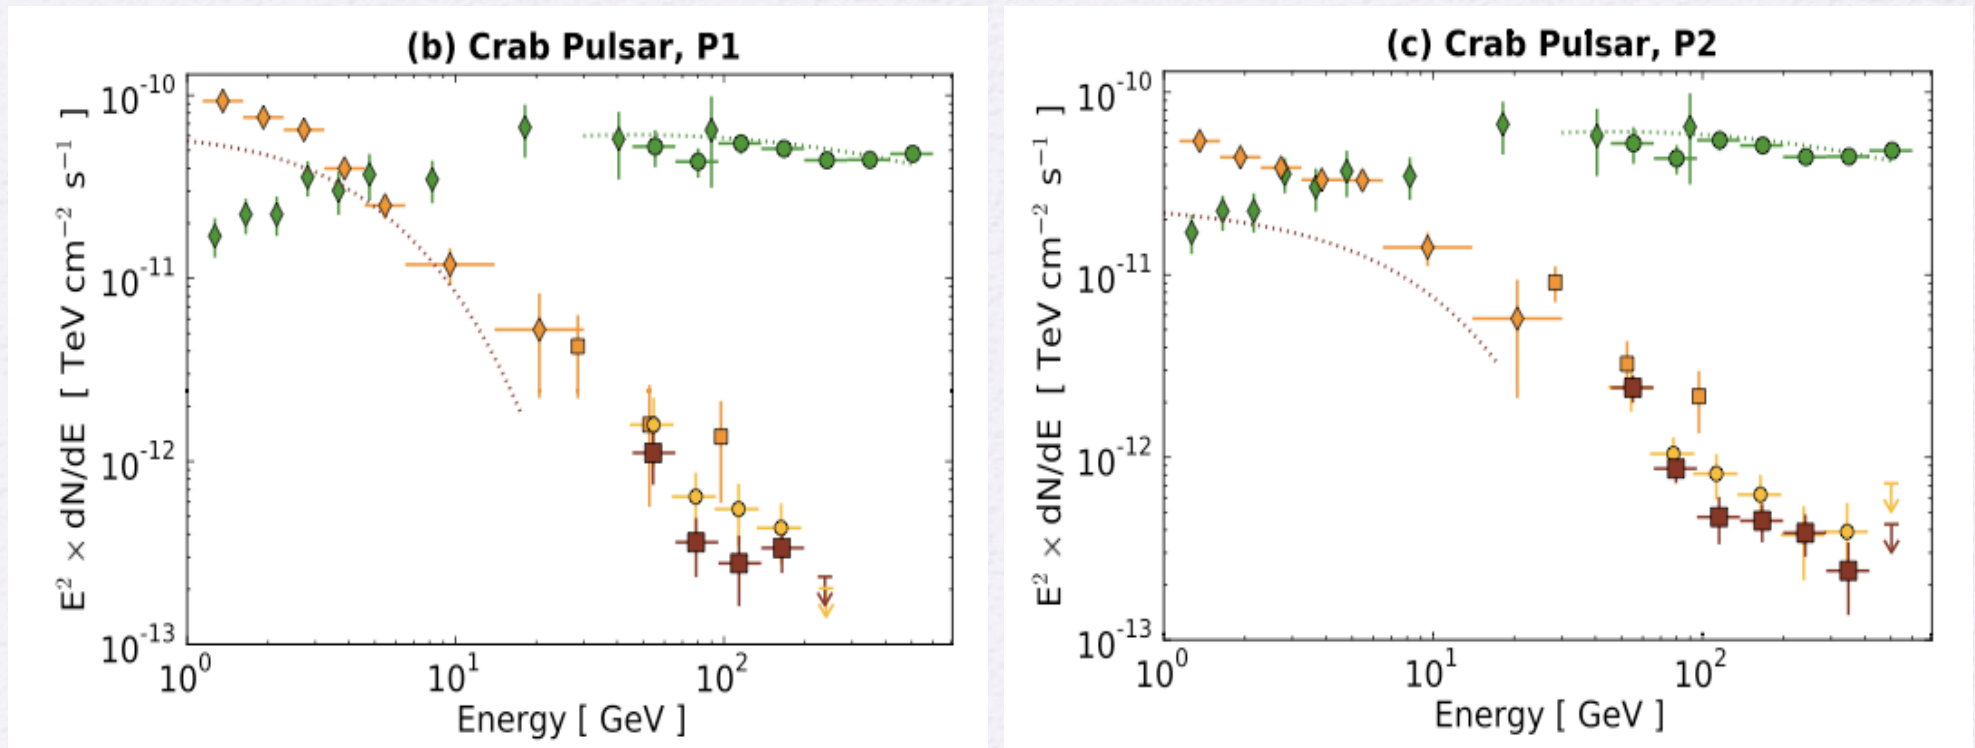 (b) Crab Pulsar, P1
E² × dN/dE [ TeV cm⁻² s⁻¹ ]
10⁻¹⁰
10⁻¹¹
10⁻¹²
10⁻¹³
10⁰
10¹
10²
Energy [ GeV ]
(c) Crab Pulsar, P2
E² × dN/dE [ TeV cm⁻² s⁻¹ ]
10⁻¹⁰
10⁻¹¹
10⁻¹²
10⁻¹³
10⁰
10¹
10²
Energy [ GeV ]